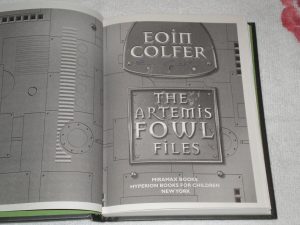 EOIN
COLFER
THE
ARTEMIS
FOWL
FILES
MIRAMAX BOOKS
HYPERION BOOKS FOR CHILDREN
NEW YORK